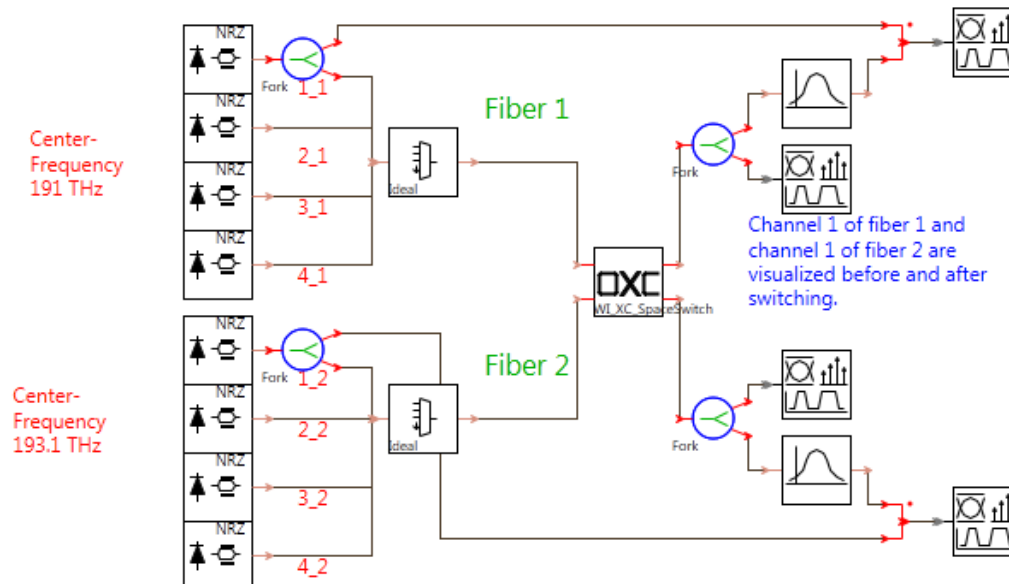 NRZ
Fork
1_1
NRZ
2_1
NRZ
3_1
NRZ
4_1
Center-
Frequency
191 THz
Fiber 1
Ideal
NRZ
Fork
1_2
NRZ
2_2
NRZ
3_2
NRZ
4_2
Center-
Frequency
193.1 THz
Fiber 2
Ideal
OXC
WI_XC_SpaceSwitch
Fork
Channel 1 of fiber 1 and
channel 1 of fiber 2 are
visualized before and after
switching.
Fork
*
*